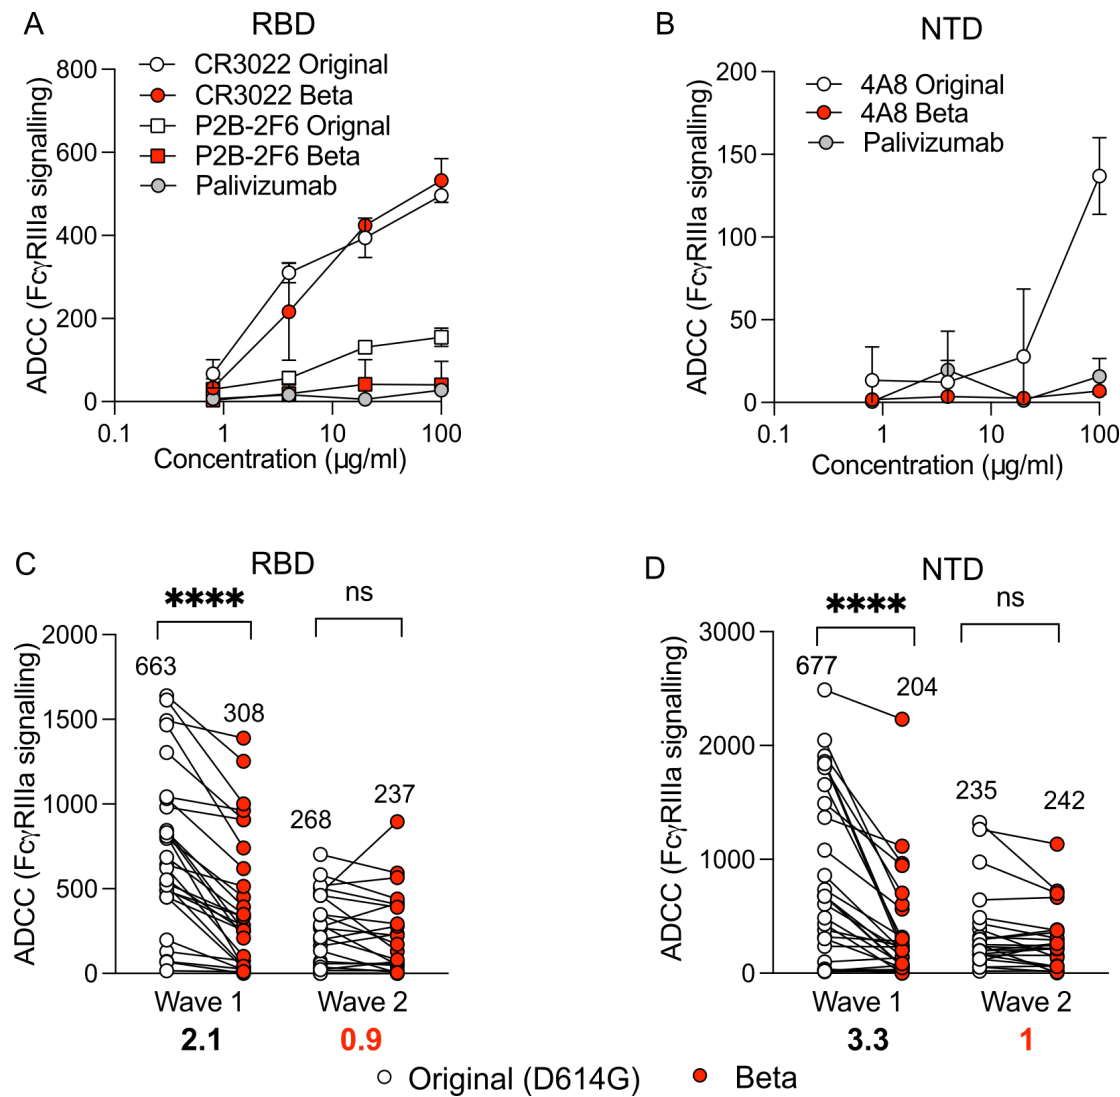 A
RBD
CR3022 Original
CR3022 Beta
P2B-2F6 Orignal
P2B-2F6 Beta
Palivizumab
ADCC (FcγRIIIa signalling)
800
600
400
200
0
0.1
1
10
100
Concentration (µg/ml)
B
NTD
4A8 Original
4A8 Beta
Palivizumab
ADCC (FcγRIIIa signalling)
200
150
100
50
0
0.1
1
10
100
Concentration (µg/ml)
C
RBD
****
ns
ADCC (FcγRIIIa signalling)
2000
1500
1000
500
0
663
308
268
237
Wave 1
Wave 2
2.1
0.9
D
NTD
****
ns
ADCC (FcγRIIIa signalling)
3000
2000
1000
0
677
204
235
242
Wave 1
Wave 2
3.3
1
Original (D614G)
Beta